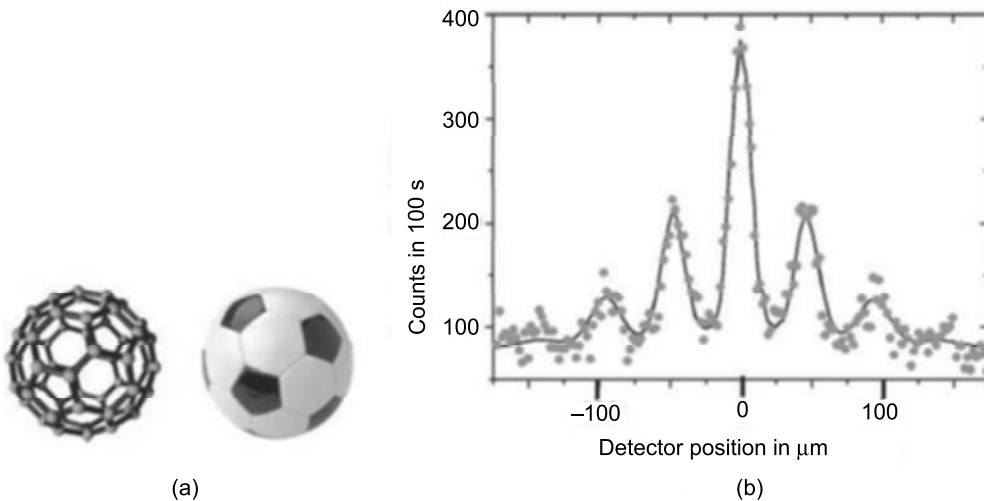 400
300
200
100
Counts in 100 s
–100 0 100
Detector position in μm
(a) (b)